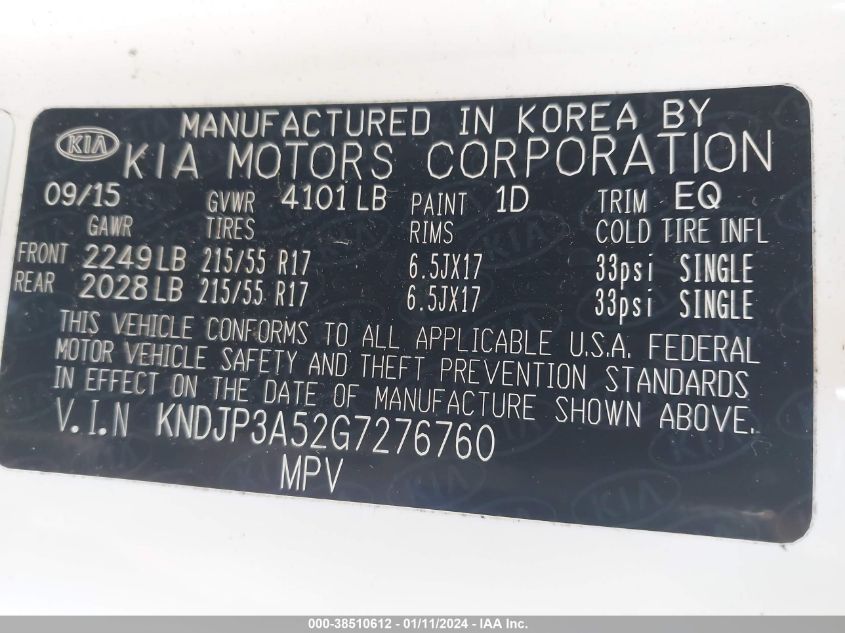 MANUFACTURED IN KOREA BY
KIA KIA MOTORS CORPORATION
09/15 GVWR 4101 LB PAINT 1D TRIM EQ
GAWR TIRES RIMS COLD TIRE INFL
FRONT 2249 LB 215/55 R17 6.5JX17 33psi SINGLE
REAR 2028 LB 215/55 R17 6.5JX17 33psi SINGLE
THIS VEHICLE CONFORMS TO ALL APPLICABLE U.S.A. FEDERAL
MOTOR VEHICLE SAFETY AND THEFT PREVENTION STANDARDS
IN EFFECT ON THE DATE OF MANUFACTURE SHOWN ABOVE.
V.I.N KNDJP3A52G7276760
MPV
000-38510612 - 01/11/2024 - IAA Inc.